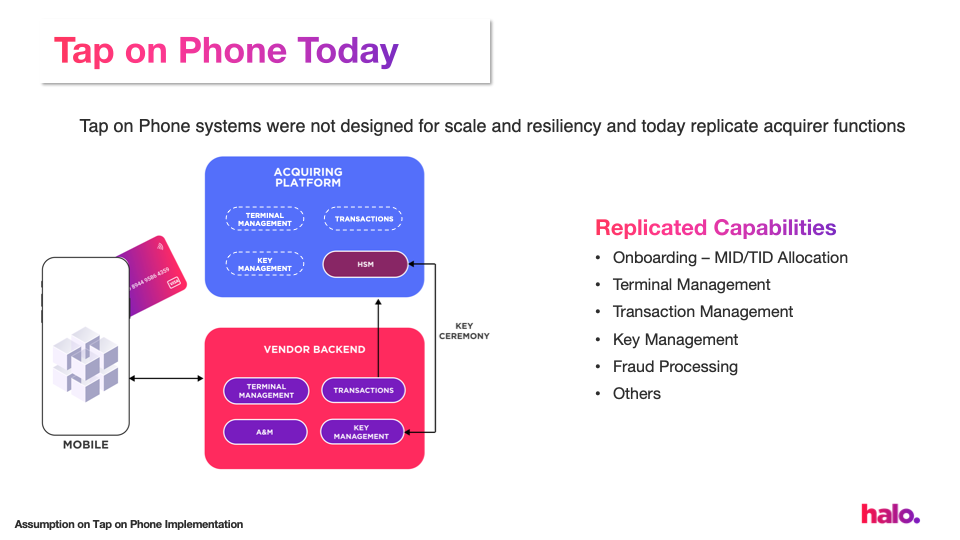 Tap on Phone Today
Tap on Phone systems were not designed for scale and resiliency and today replicate acquirer functions
ACQUIRING
PLATFORM
TERMINAL
MANAGEMENT
TRANSACTIONS
KEY
MANAGEMENT
HSM
8944 9586 4359
KEY
CEREMONY
VENDOR BACKEND
TERMINAL
MANAGEMENT
TRANSACTIONS
A&M
KEY
MANAGEMENT
MOBILE
Replicated Capabilities
• Onboarding – MID/TID Allocation
• Terminal Management
• Transaction Management
• Key Management
• Fraud Processing
• Others
Assumption on Tap on Phone Implementation
halo.